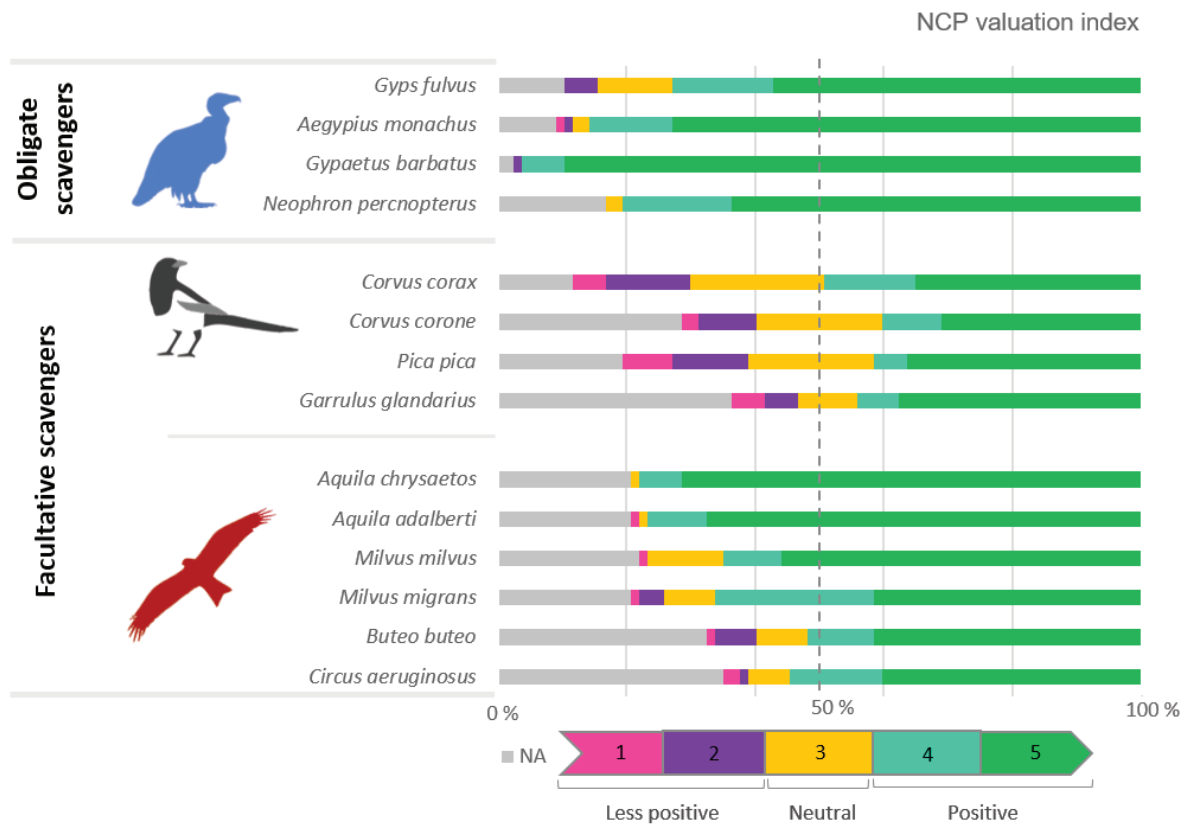 NCP valuation index
Obligate
scavengers
Gyps fulvus
Aegypius monachus
Gypaetus barbatus
Neophron percnopterus
Facultative scavengers
Corvus corax
Corvus corone
Pica pica
Garrulus glandarius
Aquila chrysaetos
Aquila adalberti
Milvus milvus
Milvus migrans
Buteo buteo
Circus aeruginosus
0 % 50 % 100 %
NA 1 2 3 4 5
Less positive Neutral Positive